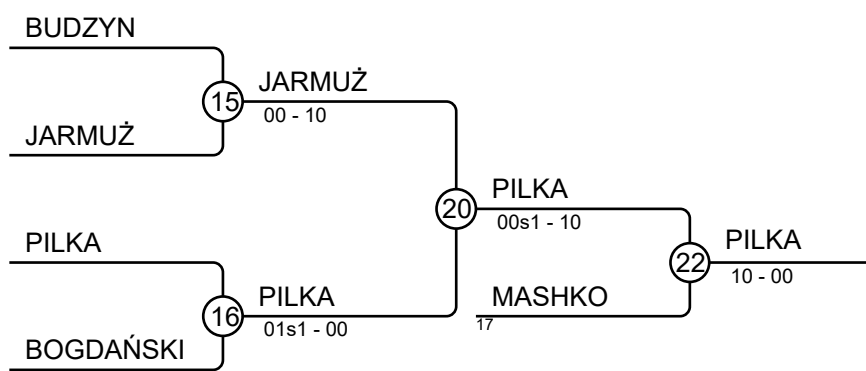 BUDZYN
JARMUŻ
15
00 - 10
JARMUŻ
PILKA
20
00s1 - 10
PILKA
22
10 - 00
PILKA
16
01s1 - 00
MASHKO
17
BOGDAŃSKI